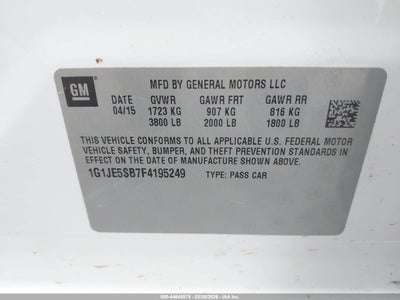 GM
MFD BY GENERAL MOTORS LLC
DATE GVWR GAWR FRT GAWR RR
04/15 1723 KG 907 KG 816 KG
3800 LB 2000 LB 1800 LB
THIS VEHICLE CONFORMS TO ALL APPLICABLE U.S. FEDERAL MOTOR
VEHICLE SAFETY, BUMPER, AND THEFT PREVENTION STANDARDS IN
EFFECT ON THE DATE OF MANUFACTURE SHOWN ABOVE.
1G1JE5SB7F4195249 TYPE: PASS CAR